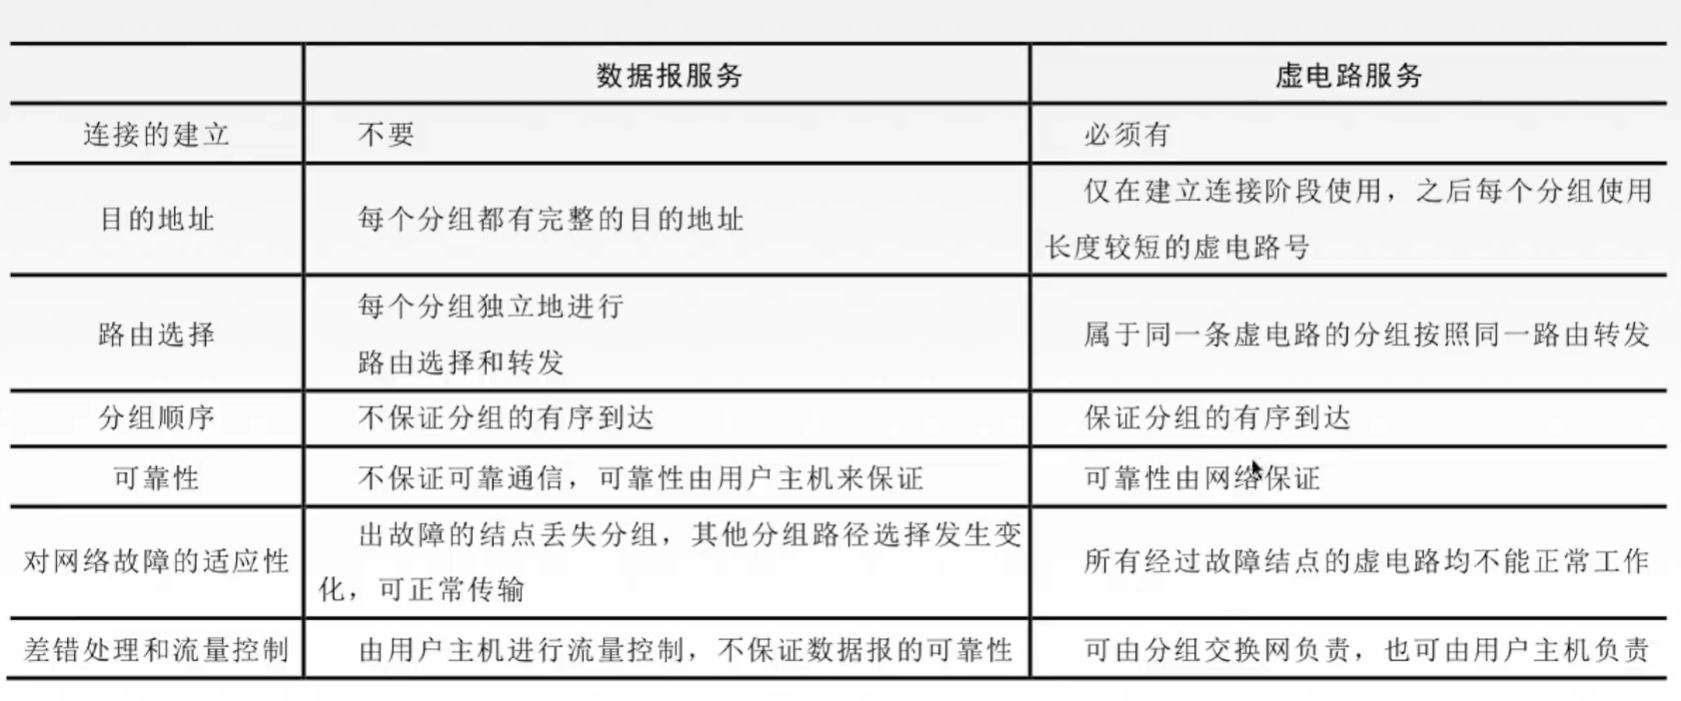 数据报服务 虚电路服务
连接的建立 不要 必须有
目的地址 每个分组都有完整的目的地址 仅在建立连接阶段使用，之后每个分组使用
长度较短的虚电路号
路由选择 每个分组独立地进行
路由选择和转发 属于同一条虚电路的分组按照同一路由转发
分组顺序 不保证分组的有序到达 保证分组的有序到达
可靠性 不保证可靠通信，可靠性由用户主机来保证 可靠性由网络保证
对网络故障的适应性 出故障的结点丢失分组，其他分组路径选择发生变
化，可正常传输 所有经过故障结点的虚电路均不能正常工作
差错处理和流量控制 由用户主机进行流量控制，不保证数据报的可靠性 可由分组交换网负责，也可由用户主机负责